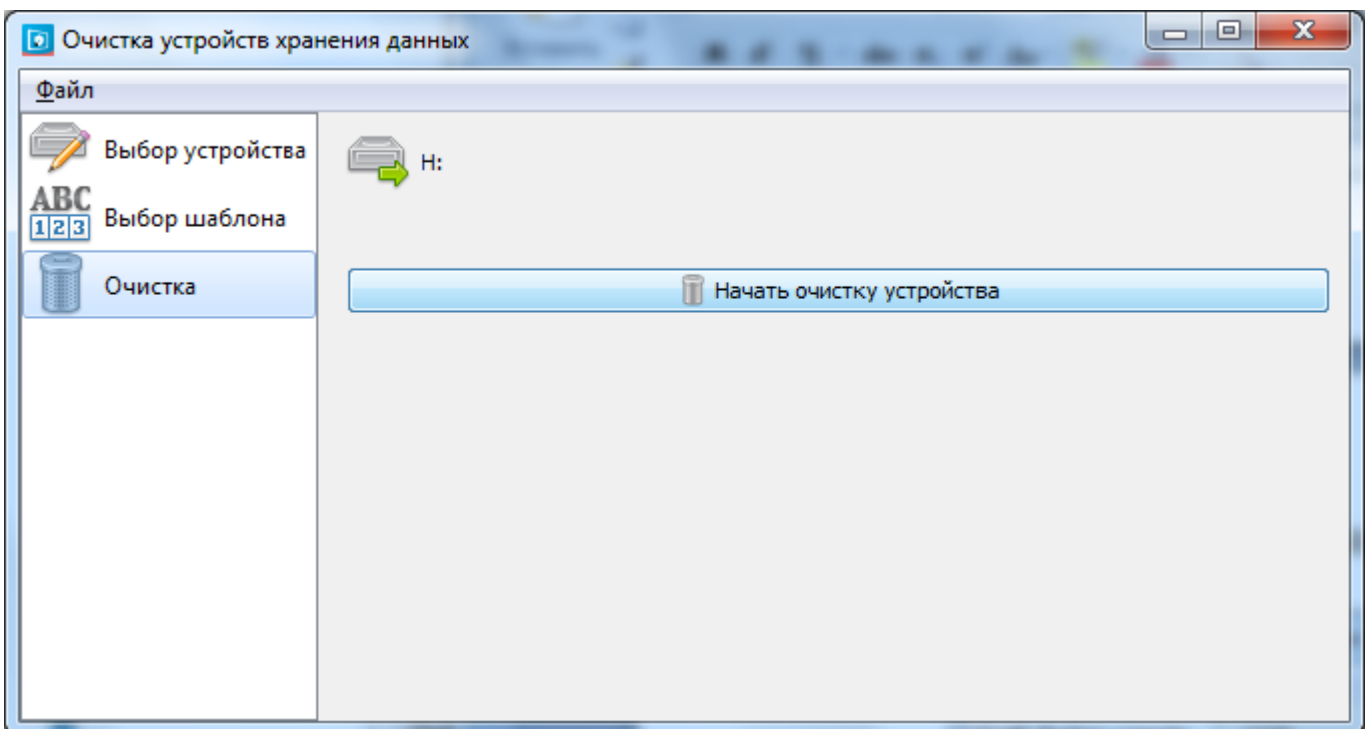 Очистка устройств хранения данных
Файл
Выбор устройства
H:
ABC
123
Выбор шаблона
Очистка
Начать очистку устройства